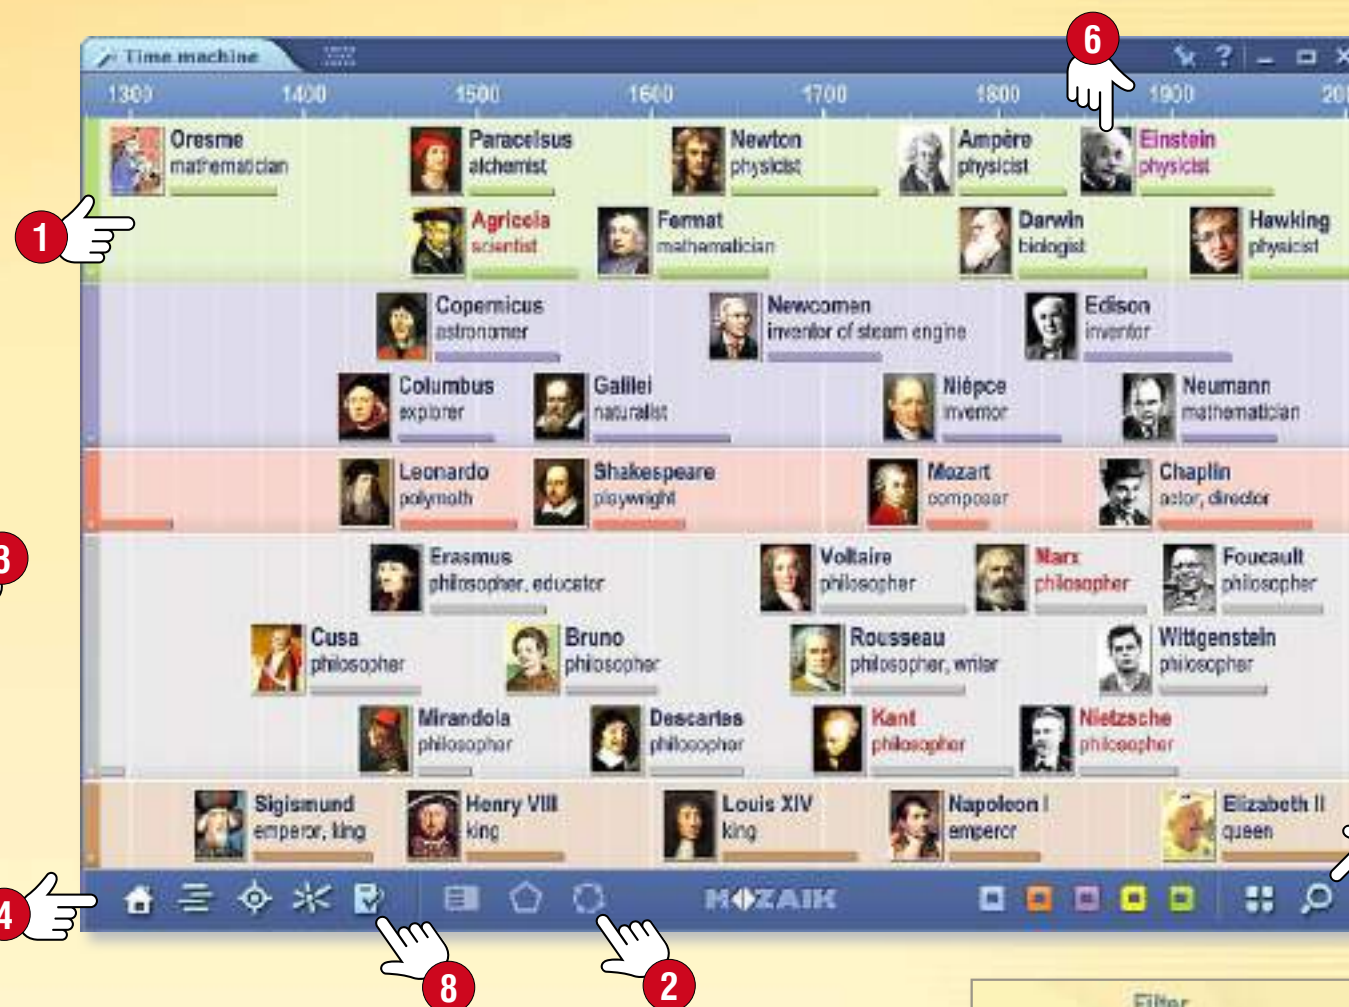 6
Time machine
1300 1400 1500 1600 1700 1800 1900
Oresme
mathematician
Paracelsus
alchemist
Newton
physicist
Ampère
physicist
Einstein
physicist
1
Agricola
scientist
Fermat
mathematician
Darwin
biologist
Hawking
physicist
Copernicus
astronomer
Newcomen
inventor of steam engine
Edison
inventor
Columbus
explorer
Galilei
naturalist
Niépce
inventor
Neumann
mathematician
Leonardo
polymath
Shakespeare
playwright
Mozart
composer
Chaplin
actor, director
Erasmus
philosopher, educator
Voltaire
philosopher
Marx
philosopher
Foucault
philosopher
Cusa
philosopher
Bruno
philosopher
Rousseau
philosopher, writer
Wittgenstein
philosopher
Mirandola
philosopher
Descartes
philosopher
Kant
philosopher
Nietzsche
philosopher
Sigismund
emperor, king
Henry VIII
king
Louis XIV
king
Napoleon I
emperor
Elizabeth II
queen
4
MOZAIK
8
2
Filter